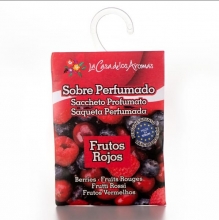 La Casa de los Aromas
Sobre Perfumado
Saccheto Profumato
Saqueta Perfumada
Frutos
Rojos
Berries - Fruits Rouges
Frutti Rossi
Frutos Vermelhos